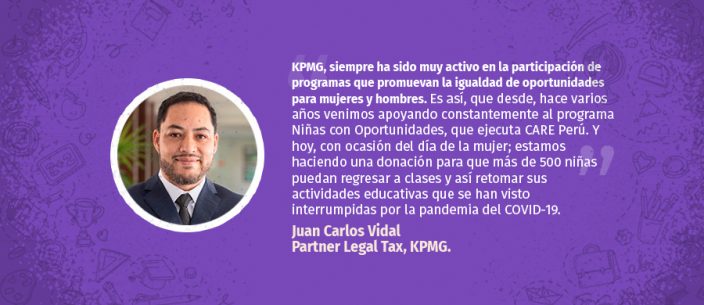 KPMG, siempre ha sido muy activo en la participación de
programas que promuevan la igualdad de oportunidades
para mujeres y hombres. Es así, que desde, hace varios
años venimos apoyando constantemente al programa
Niñas con Oportunidades, que ejecuta CARE Perú. Y
hoy, con ocasión del día de la mujer; estamos
haciendo una donación para que más de 500 niñas
puedan regresar a clases y así retomar sus
actividades educativas que se han visto
interrumpidas por la pandemia del COVID-19.
Juan Carlos Vidal
Partner Legal Tax, KPMG.